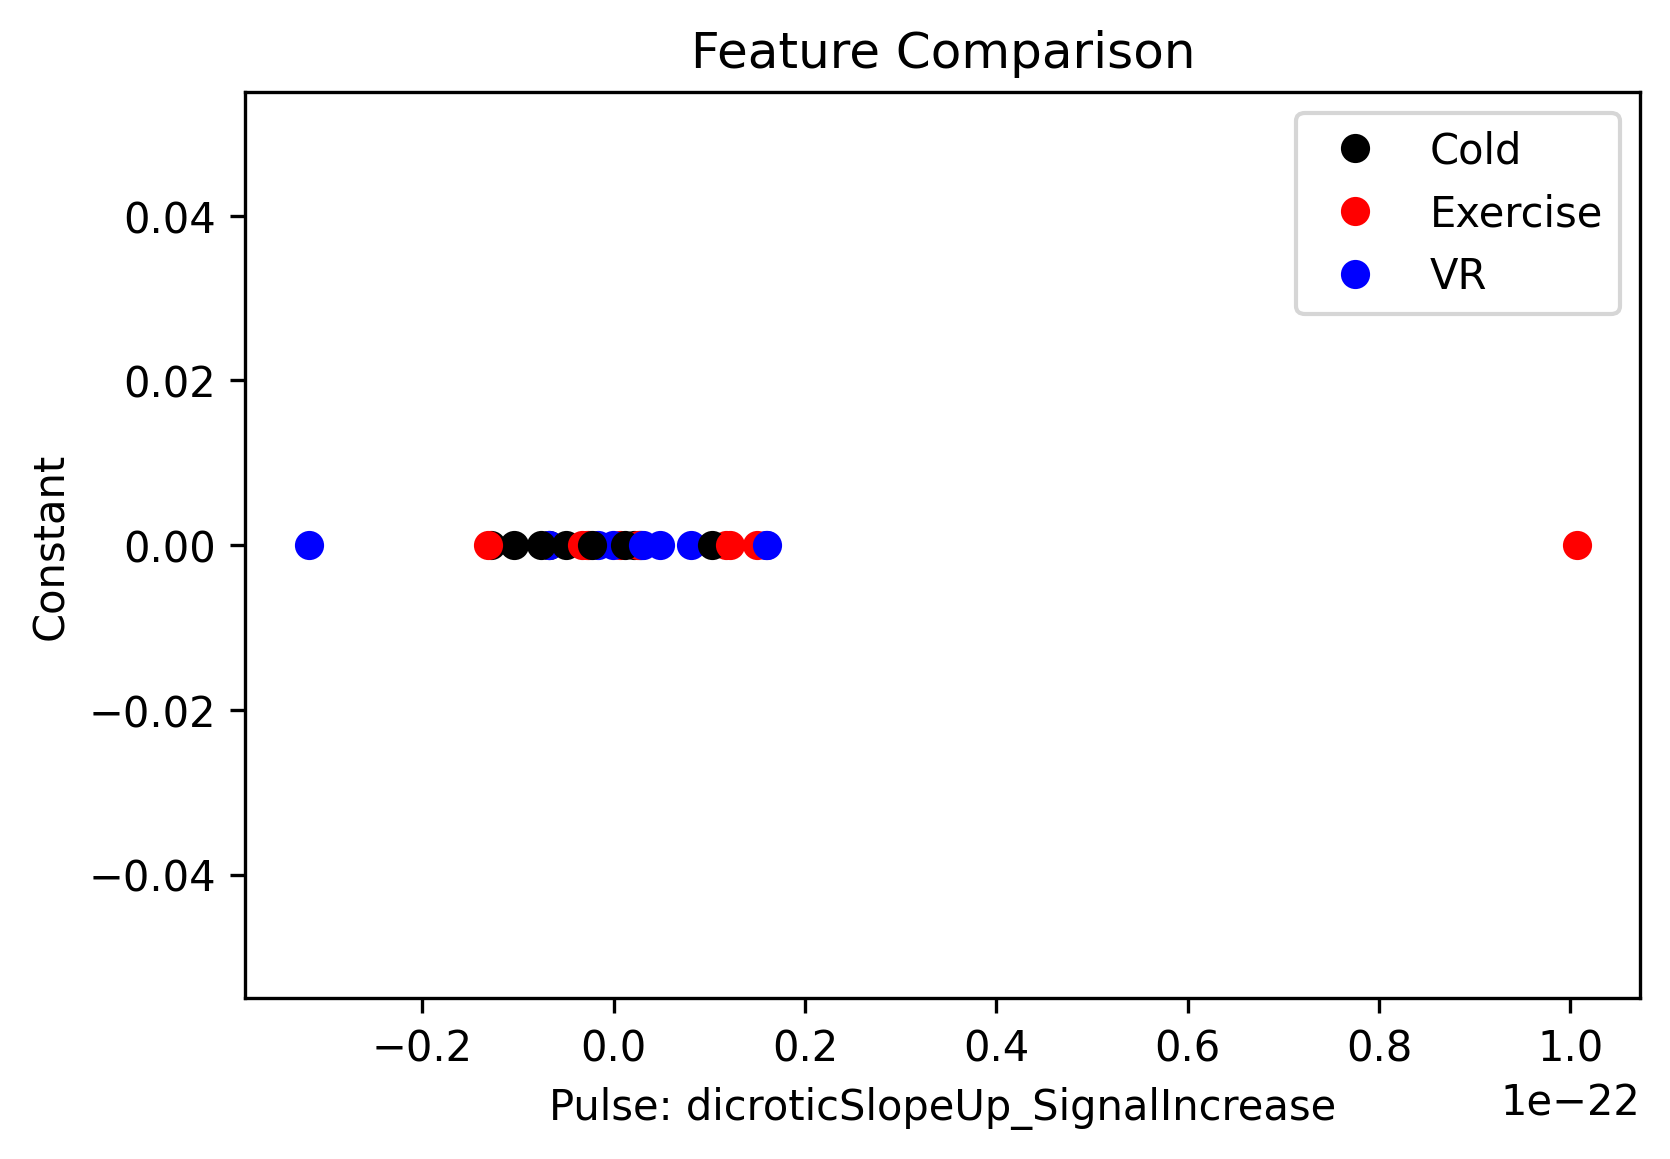 Feature Comparison
Cold
Exercise
VR
0.04
0.02
0.00
−0.02
−0.04
Constant
−0.2 0.0 0.2 0.4 0.6 0.8 1.0
1e−22
Pulse: dicroticSlopeUp_SignalIncrease